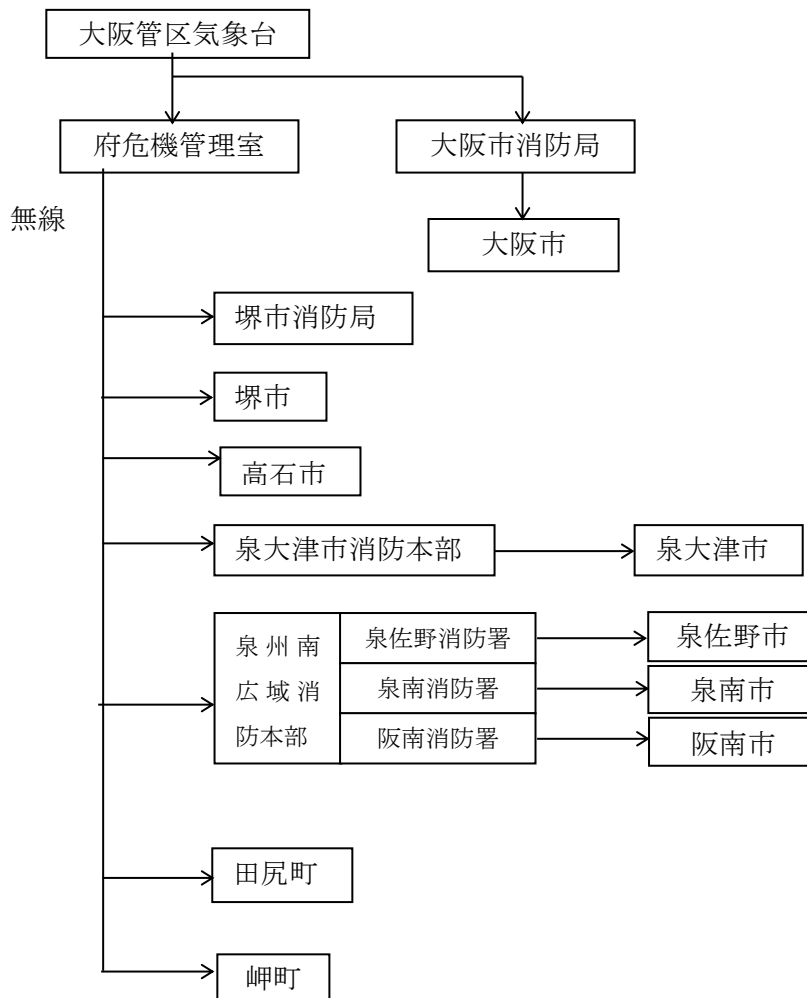 大阪管区気象台
府危機管理室
大阪市消防局
無線
大阪市
堺市消防局
堺市
高石市
泉大津市消防本部
泉大津市
泉州南
広域消
防本部
泉佐野消防署
泉佐野市
泉南消防署
泉南市
阪南消防署
阪南市
田尻町
岬町